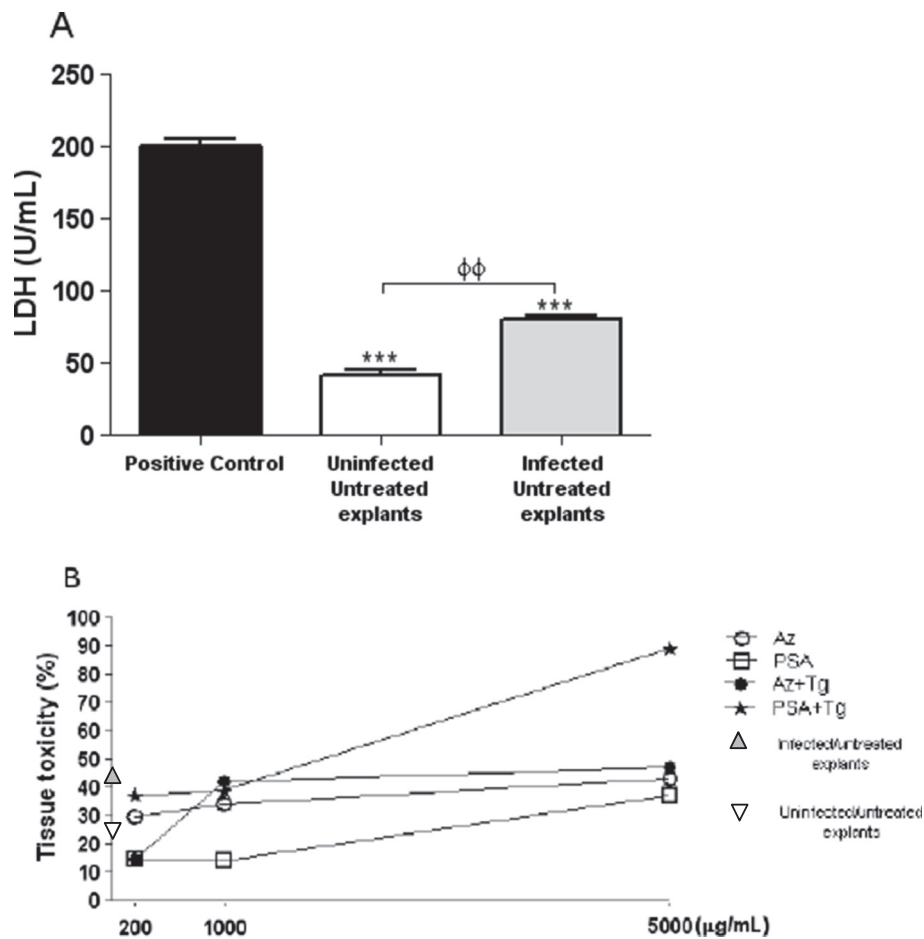 A
250
200
150
100
50
0
LDH (U/mL)
ϕϕ
***
***
Positive Control
Uninfected
Untreated
explants
Infected
Untreated
explants
B
100
90
80
70
60
50
40
30
20
10
0
Tissue toxicity (%)
200 1000 5000 (µg/mL)
Az
PSA
Az+Tg
PSA+Tg
Infected/untreated
explants
Uninfected/untreated
explants